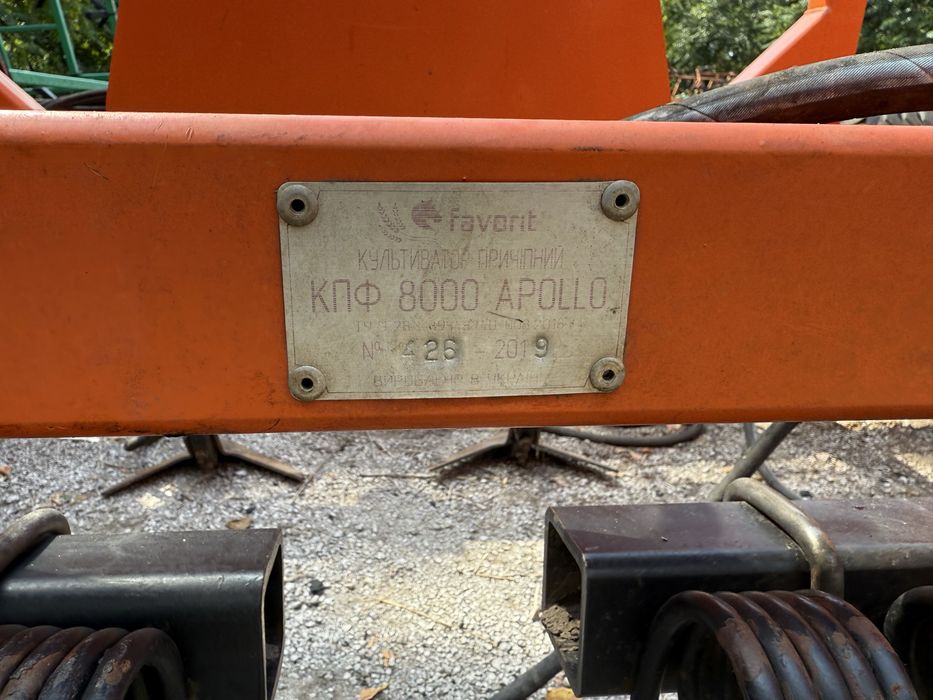 favorit
КУЛЬТИВАТОР ПРИЧІПНИЙ
КПФ 8000 APOLLO
№ 426 - 2019
ВИРОБЛЕНО В УКРАЇНІ